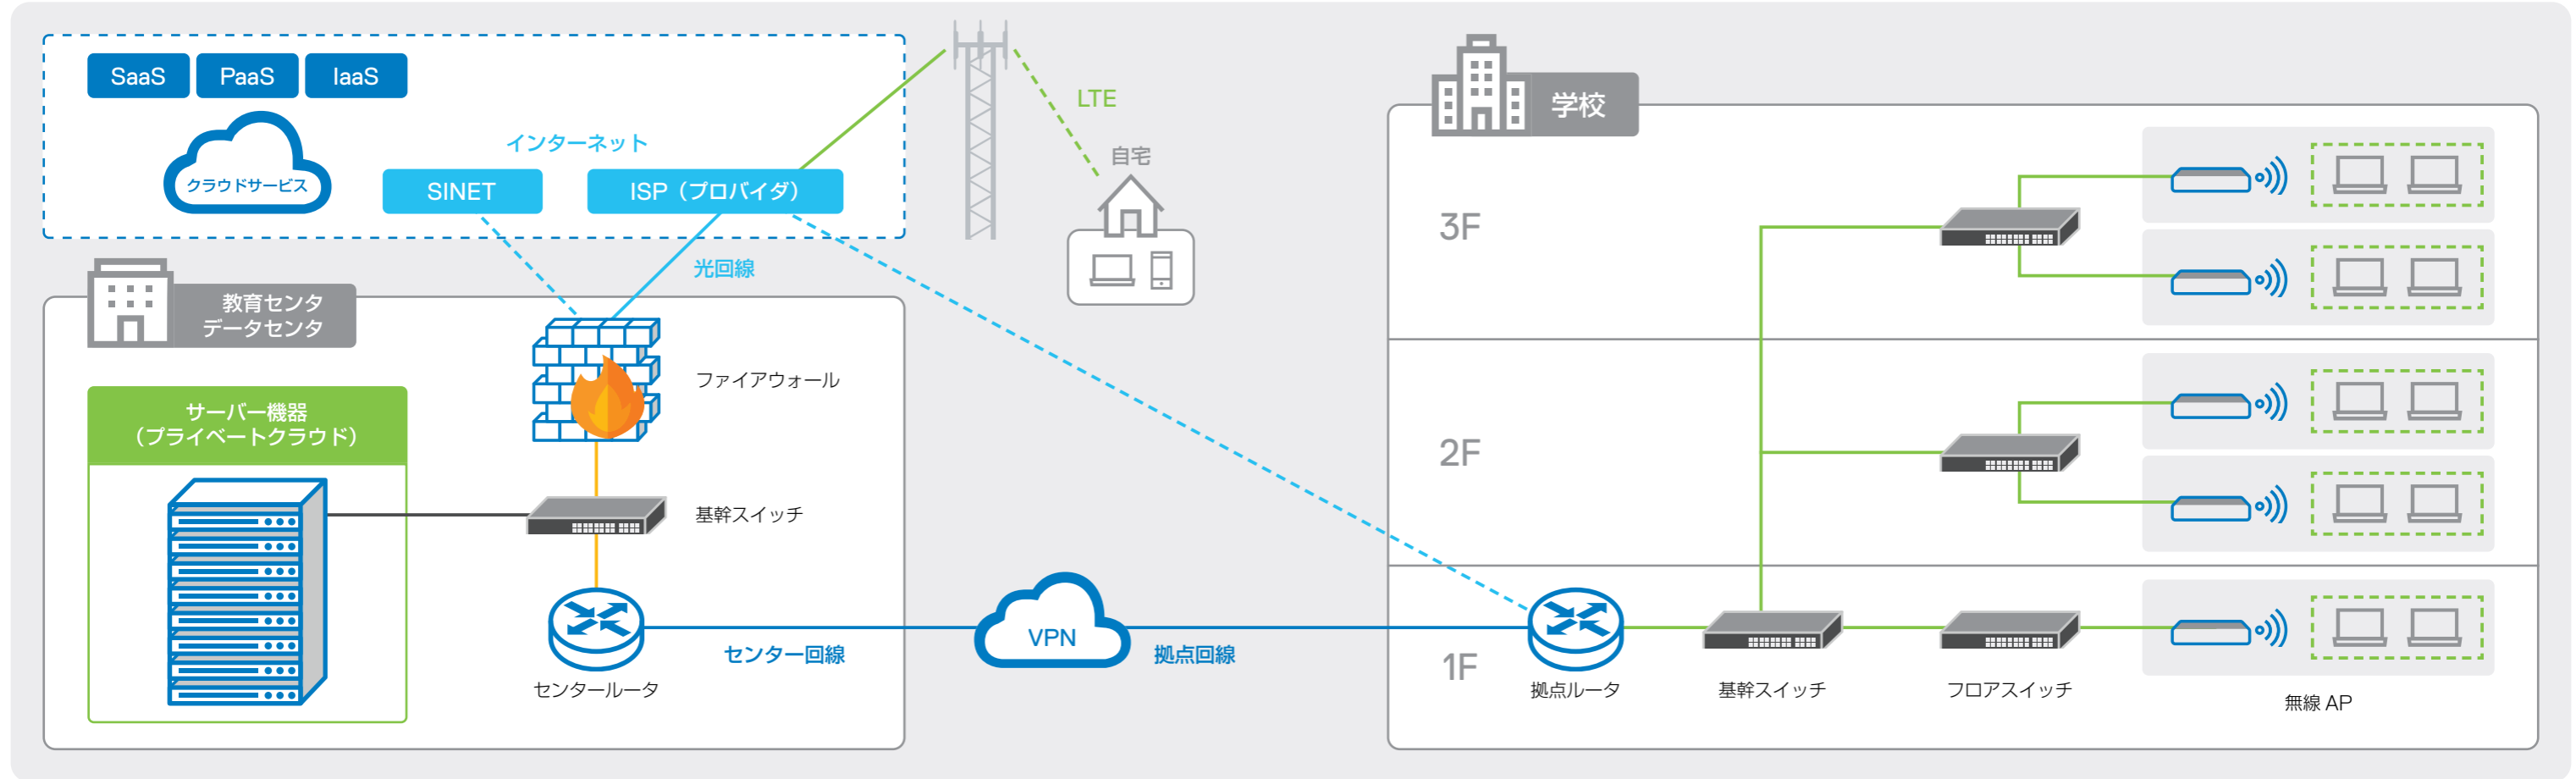 SaaS
PaaS
IaaS
クラウドサービス
インターネット
SINET
ISP（プロバイダ）
光回線
LTE
自宅
教育センタ
データセンタ
サーバー機器
（プライベートクラウド）
ファイアウォール
基幹スイッチ
センタールータ
センター回線
VPN
拠点回線
学校
3F
2F
1F
拠点ルータ
基幹スイッチ
フロアスイッチ
無線 AP